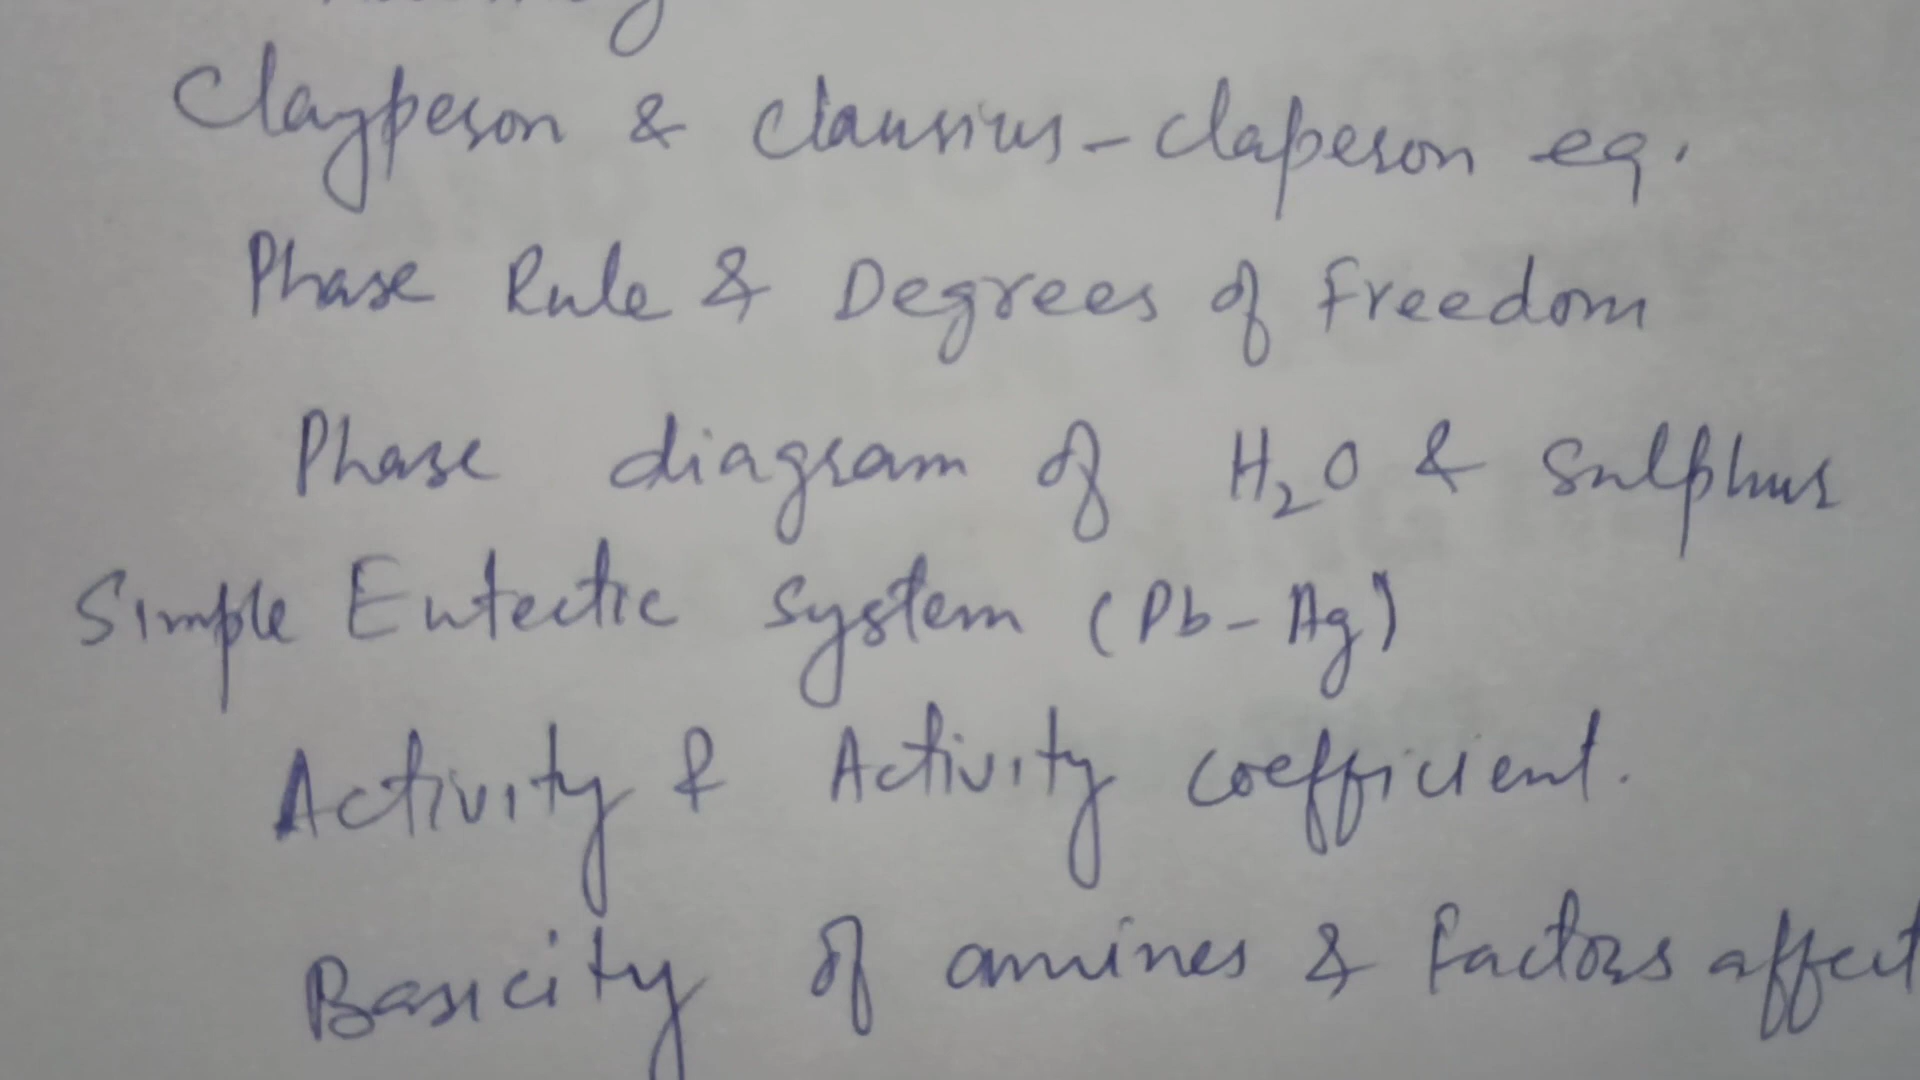 Claypeson & Clausius-Clapeson eq.
Phase Rule & Degrees of Freedom
Phase diagram of H₂O & Sulphur
Simple Eutectic System (Pb-Ag)
Activity & Activity coefficient.
Basicity of amines & factors affect